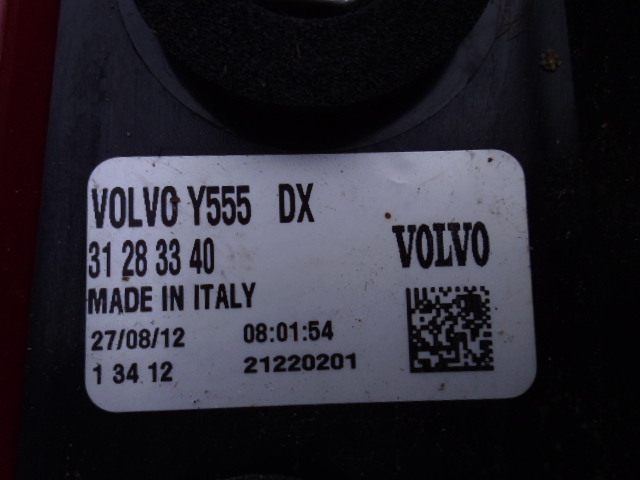 VOLVO Y555 DX
31 28 33 40
VOLVO
MADE IN ITALY
27/08/12 08:01:54
1 34 12 21220201